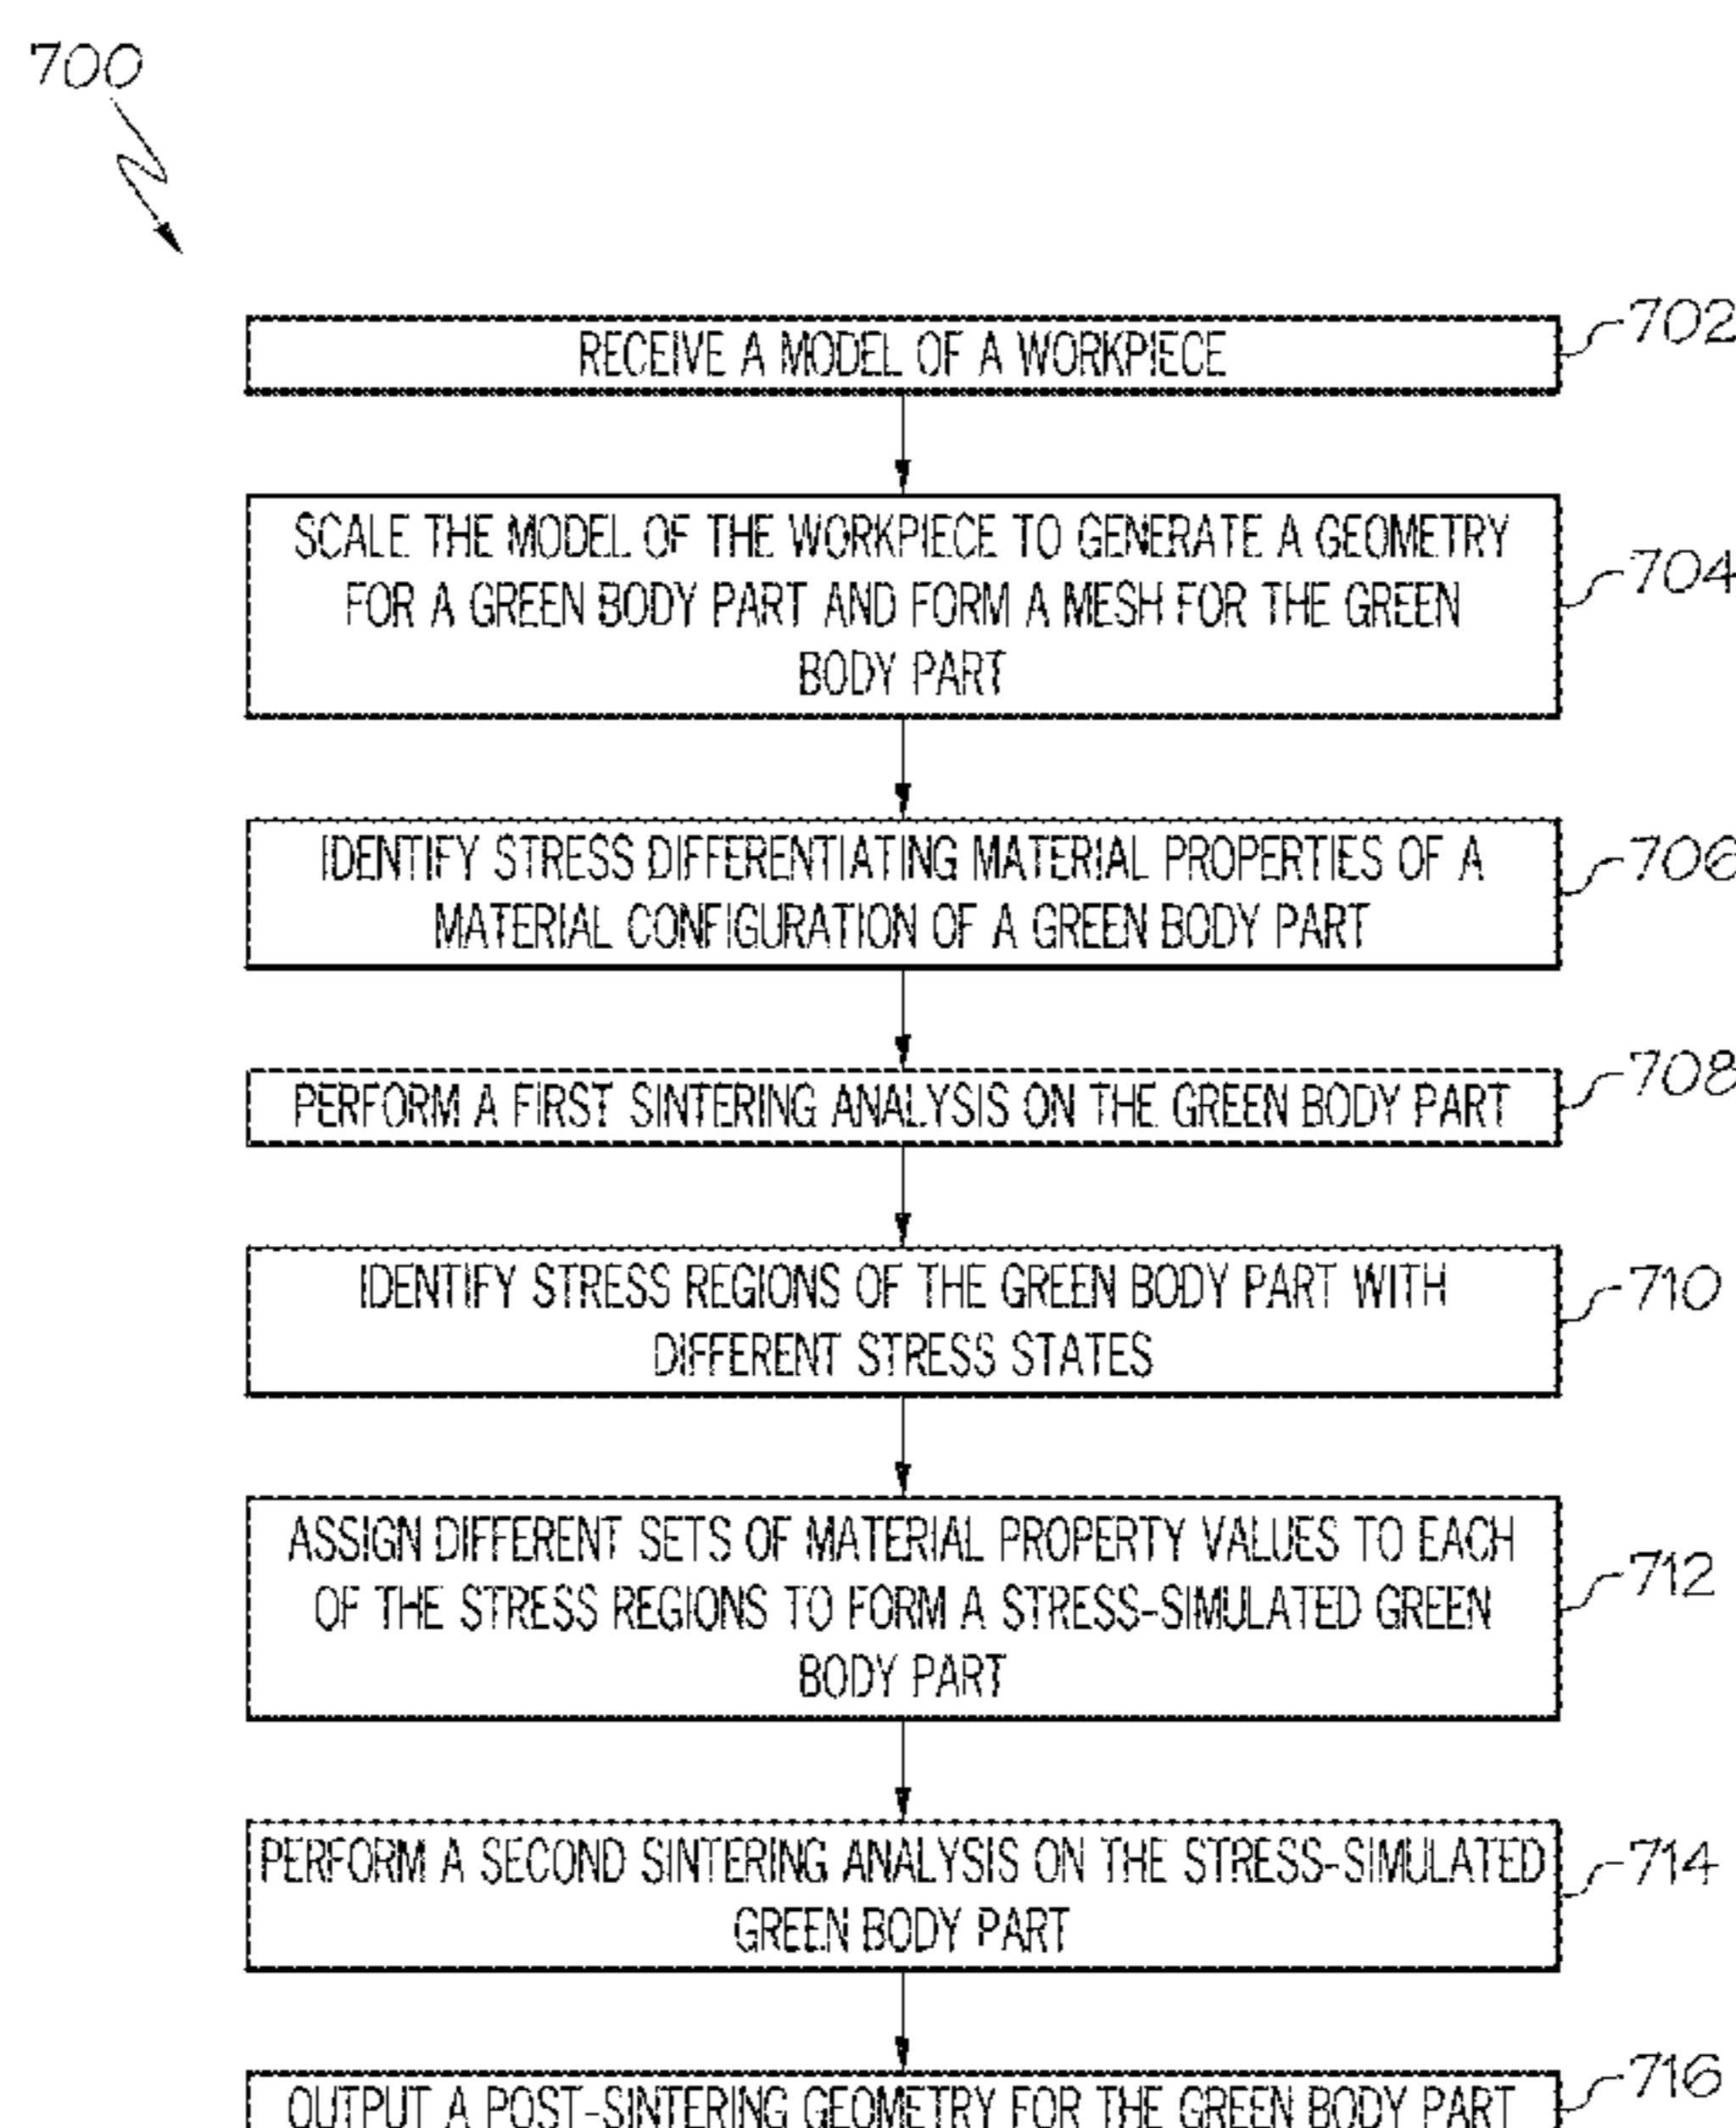 700
RECEIVE A MODEL OF A WORKPIECE
702
SCALE THE MODEL OF THE WORKPIECE TO GENERATE A GEOMETRY
FOR A GREEN BODY PART AND FORM A MESH FOR THE GREEN
BODY PART
704
IDENTIFY STRESS DIFFERENTIATING MATERIAL PROPERTIES OF A
MATERIAL CONFIGURATION OF A GREEN BODY PART
706
PERFORM A FIRST SINTERING ANALYSIS ON THE GREEN BODY PART
708
IDENTIFY STRESS REGIONS OF THE GREEN BODY PART WITH
DIFFERENT STRESS STATES
710
ASSIGN DIFFERENT SETS OF MATERIAL PROPERTY VALUES TO EACH
OF THE STRESS REGIONS TO FORM A STRESS-SIMULATED GREEN
BODY PART
712
PERFORM A SECOND SINTERING ANALYSIS ON THE STRESS-SIMULATED
GREEN BODY PART
714
OUTPUT A POST-SINTERING GEOMETRY FOR THE GREEN BODY PART
716